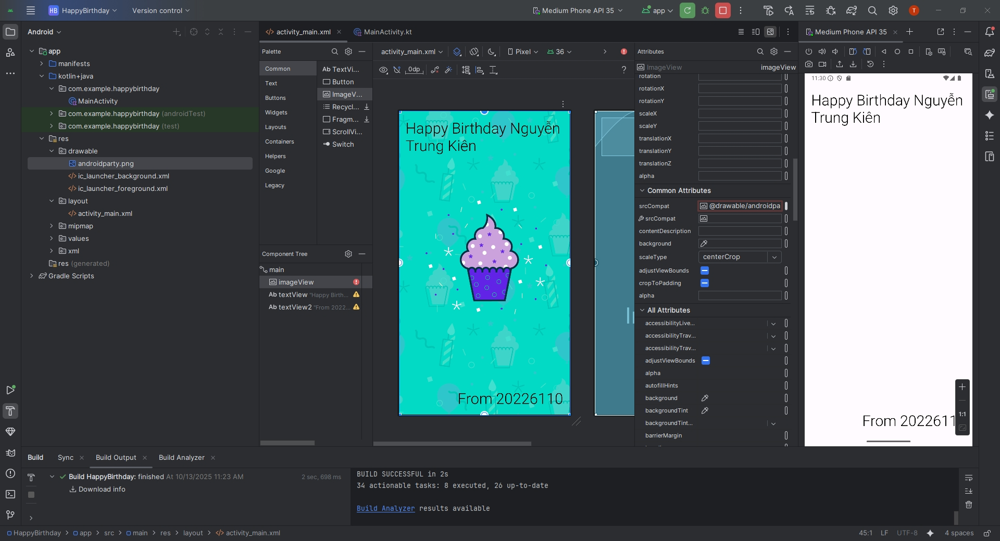 HB HappyBirthday Version control Medium Phone API 35 app T
Android
app
manifests
kotlin+java
com.example.happybirthday
MainActivity
com.example.happybirthday (androidTest)
com.example.happybirthday (test)
res
drawable
androidparty.png
ic_launcher_background.xml
ic_launcher_foreground.xml
layout
activity_main.xml
mipmap
values
xml
res (generated)
Gradle Scripts
activity_main.xml MainActivity.kt
Palette
Common
Text
Buttons
Widgets
Layouts
Containers
Helpers
Google
Legacy
Ab TextVi...
Button
ImageV...
Recycl...
Fragm...
ScrollVi...
Switch
Component Tree
main
imageView
Ab textView "Happy Birth...
Ab textView2 "From 2022...
activity_main.xml Pixel 36
0dp ?
Happy Birthday Nguyễn
Trung Kiên
From 20226110
Attributes
ImageView imageView
rotation
rotationX
rotationY
scaleX
scaleY
translationX
translationY
translationZ
alpha
Common Attributes
srcCompat @drawable/androidpa
srcCompat
contentDescription
background
scaleType centerCrop
adjustViewBounds
cropToPadding
alpha
All Attributes
accessibilityLive...
accessibilityTrav...
accessibilityTrav...
adjustViewBounds
alpha
autofillHints
background
backgroundTint
backgroundTint...
barrierMargin
Medium Phone API 35
11:30
Happy Birthday Nguyễn
Trung Kiên
From 2022611
1:1
Build Sync Build Output Build Analyzer
Build HappyBirthday: finished At 10/13/2025 11:23 AM 2 sec, 698 ms
Download info
BUILD SUCCESSFUL in 2s
34 actionable tasks: 8 executed, 26 up-to-date
Build Analyzer results available
HappyBirthday > app > src > main > res > layout > activity_main.xml
45:1 LF UTF-8 4 spaces